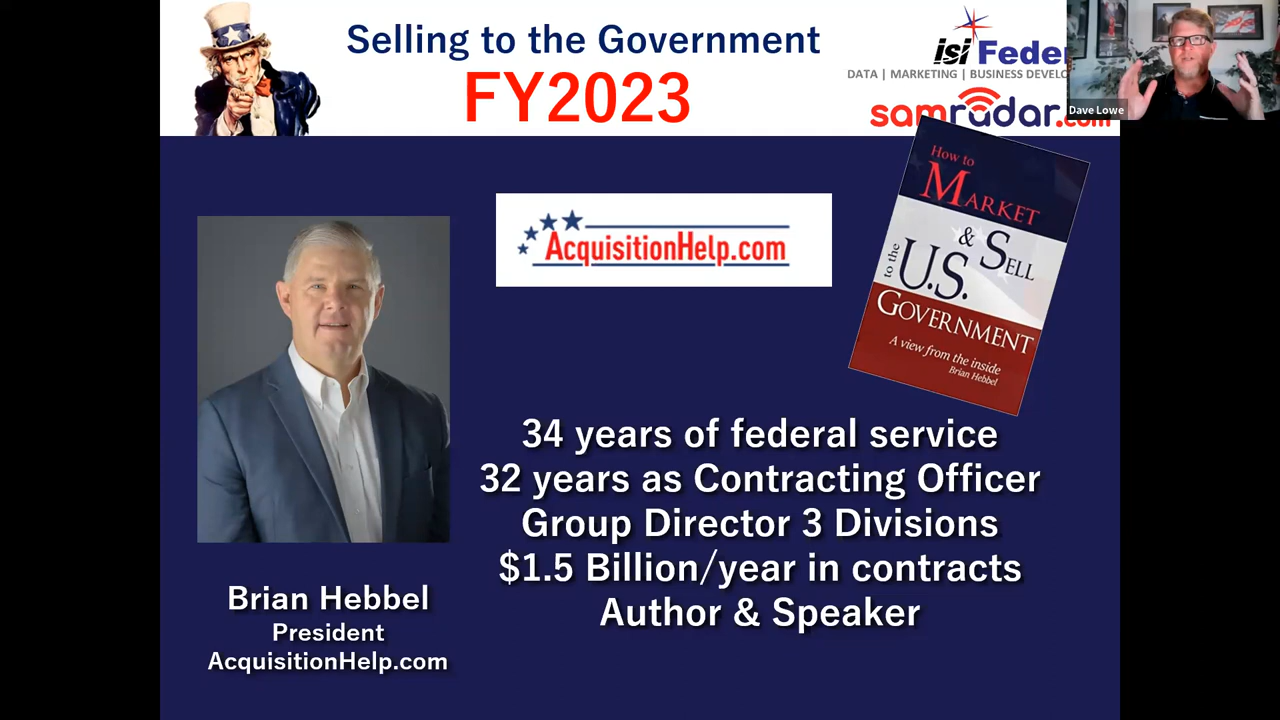 Selling to the Government
FY2023
isi Feder
DATA | MARKETING | BUSINESS DEVELO
samradar.com
Dave Lowe
AcquisitionHelp.com
How to
MARKET
& SELL
to the
U.S.
GOVERNMENT
A view from the inside
Brian Hebbel
34 years of federal service
32 years as Contracting Officer
Group Director 3 Divisions
$1.5 Billion/year in contracts
Author & Speaker
Brian Hebbel
President
AcquisitionHelp.com